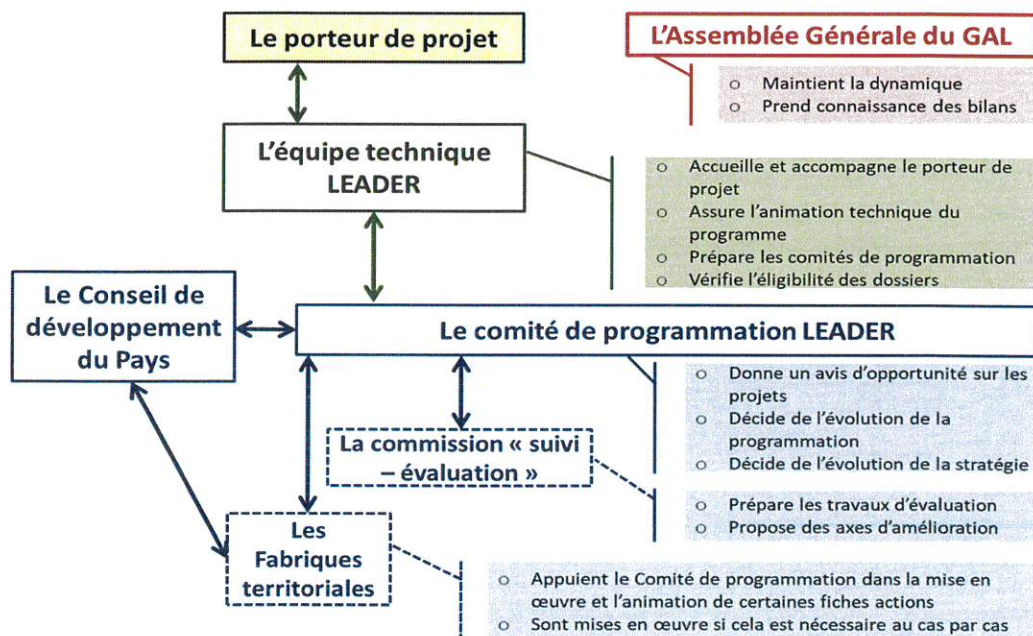 Le porteur de projet
L'Assemblée Générale du GAL
o Maintient la dynamique
o Prend connaissance des bilans
L'équipe technique
LEADER
o Accueille et accompagne le porteur de
projet
o Assure l'animation technique du
programme
o Prépare les comités de programmation
o Vérifie l'éligibilité des dossiers
Le Conseil de
développement
du Pays
Le comité de programmation LEADER
o Donne un avis d'opportunité sur les
projets
o Décide de l'évolution de la
programmation
o Décide de l'évolution de la stratégie
La commission « suivi
– évaluation »
o Prépare les travaux d'évaluation
o Propose des axes d'amélioration
Les
Fabriques
territoriales
o Appuient le Comité de programmation dans la mise en
œuvre et l'animation de certaines fiches actions
o Sont mises en œuvre si cela est nécessaire au cas par cas